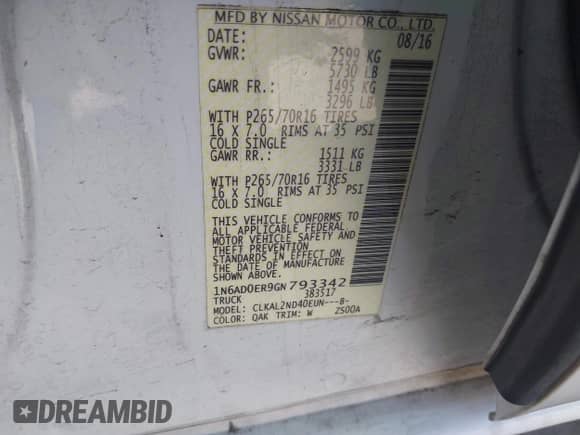 MFD BY NISSAN MOTOR CO., LTD.
DATE: 08/16
GVWR: 2599 KG
5730 LB
GAWR FR.: 1495 KG
3296 LB
WITH P265/70R16 TIRES
16 X 7.0 RIMS AT 35 PSI
COLD SINGLE
GAWR RR.: 1511 KG
3331 LB
WITH P265/70R16 TIRES
16 X 7.0 RIMS AT 35 PSI
COLD SINGLE
THIS VEHICLE CONFORMS TO
ALL APPLICABLE FEDERAL
MOTOR VEHICLE SAFETY AND
THEFT PREVENTION
STANDARDS IN EFFECT ON
THE DATE OF MANUFACTURE
SHOWN ABOVE.
1N6AD0ER9GN793342
TRUCK 383517
MODEL: CLKAL2ND40EUN---B-
COLOR: QAK TRIM: W ZS00A
DREAMBID